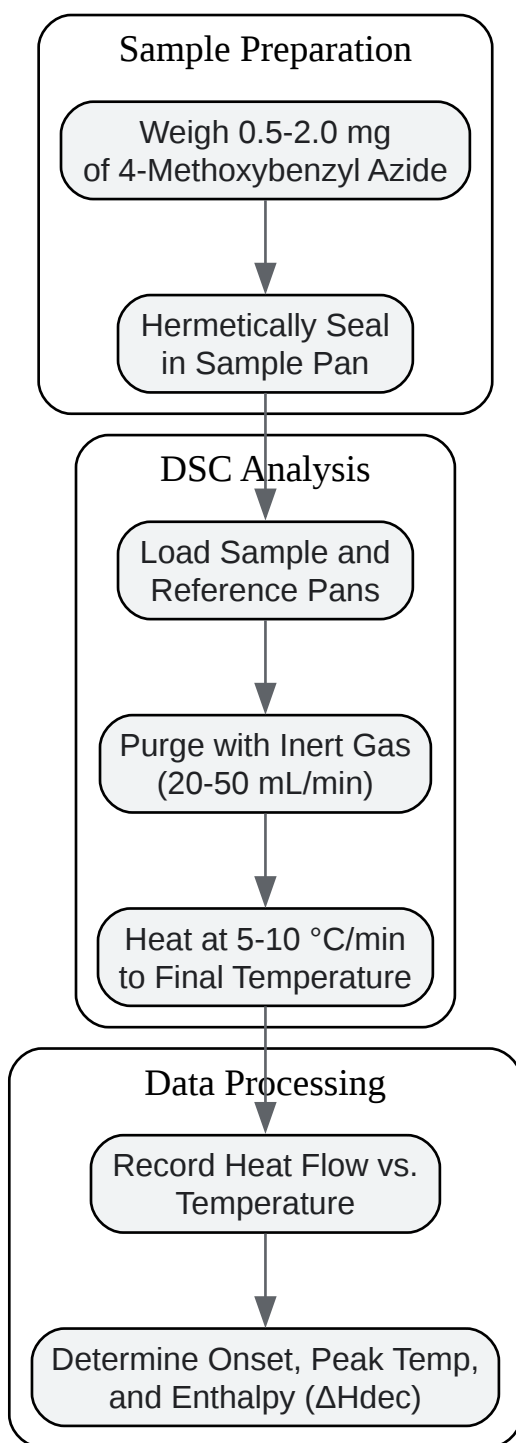 Sample Preparation
Weigh 0.5-2.0 mg
of 4-Methoxybenzyl Azide
Hermetically Seal
in Sample Pan
DSC Analysis
Load Sample and
Reference Pans
Purge with Inert Gas
(20-50 mL/min)
Heat at 5-10 °C/min
to Final Temperature
Data Processing
Record Heat Flow vs.
Temperature
Determine Onset, Peak Temp,
and Enthalpy (ΔHdec)